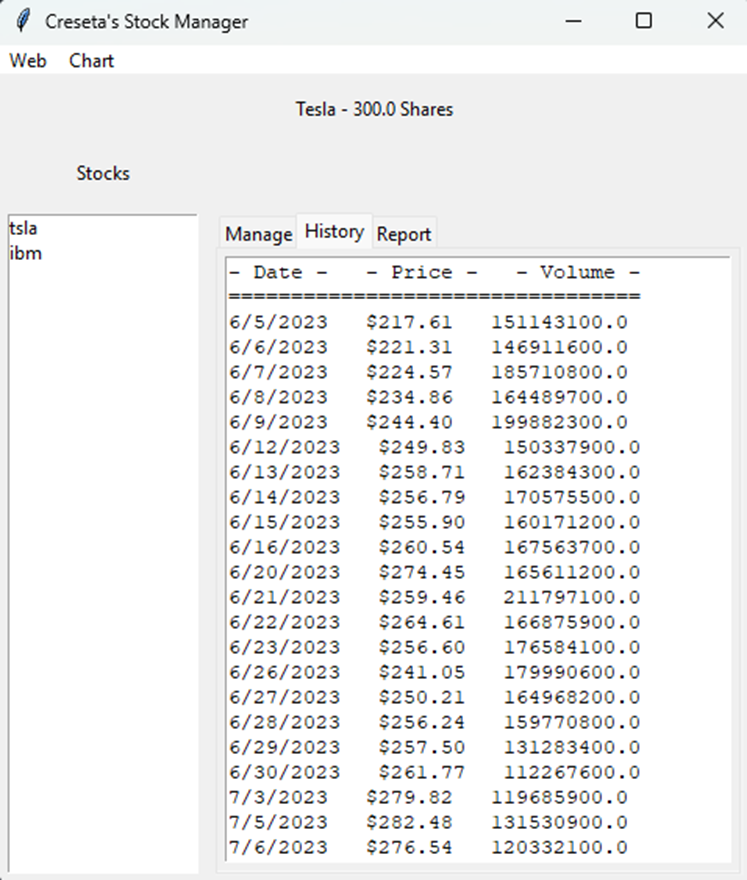 Creseta's Stock Manager
Web Chart
Tesla - 300.0 Shares
Stocks
tsla
ibm
Manage History Report
- Date -   - Price -   - Volume -
=================================
6/5/2023   $217.61   151143100.0
6/6/2023   $221.31   146911600.0
6/7/2023   $224.57   185710800.0
6/8/2023   $234.86   164489700.0
6/9/2023   $244.40   199882300.0
6/12/2023   $249.83   150337900.0
6/13/2023   $258.71   162384300.0
6/14/2023   $256.79   170575500.0
6/15/2023   $255.90   160171200.0
6/16/2023   $260.54   167563700.0
6/20/2023   $274.45   165611200.0
6/21/2023   $259.46   211797100.0
6/22/2023   $264.61   166875900.0
6/23/2023   $256.60   176584100.0
6/26/2023   $241.05   179990600.0
6/27/2023   $250.21   164968200.0
6/28/2023   $256.24   159770800.0
6/29/2023   $257.50   131283400.0
6/30/2023   $261.77   112267600.0
7/3/2023   $279.82   119685900.0
7/5/2023   $282.48   131530900.0
7/6/2023   $276.54   120332100.0